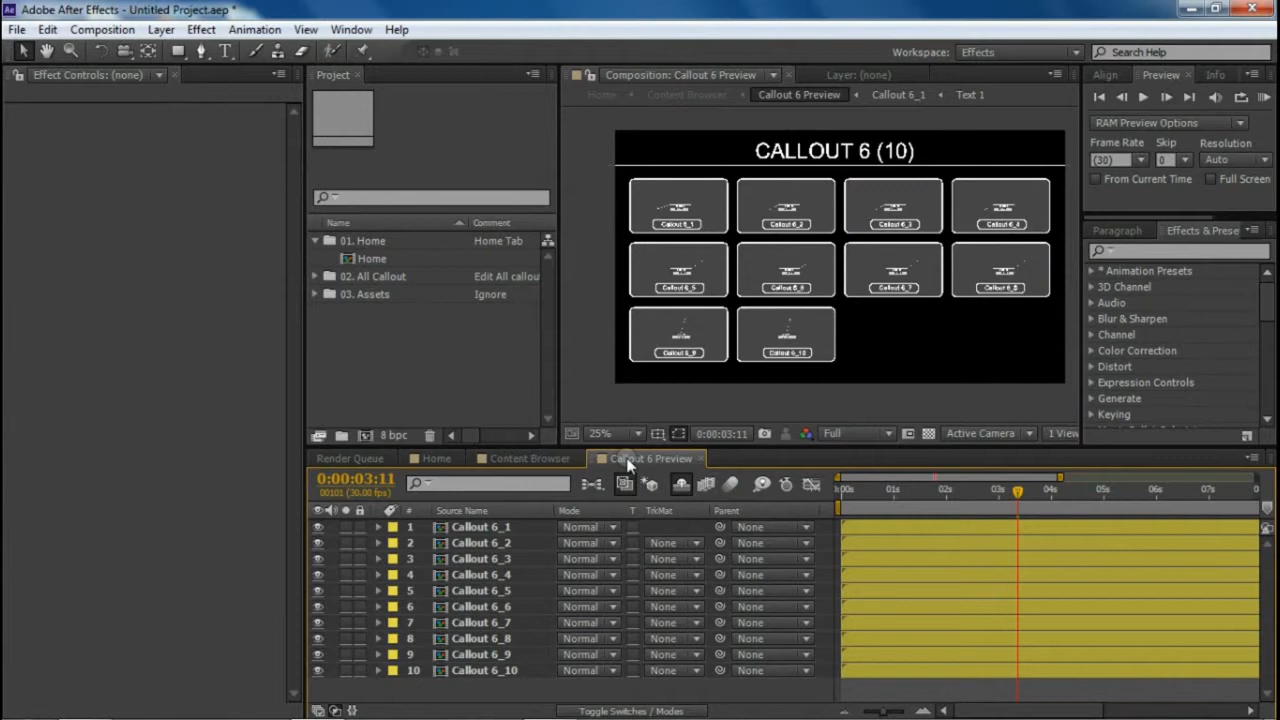 Adobe After Effects - Untitled Project.aep *
File Edit Composition Layer Effect Animation View Window Help
Workspace: Effects Search Help
Effect Controls: (none)
Project
Composition: Callout 6 Preview
Layer: (none)
Align Preview Info
Home Content Browser Callout 6 Preview Callout 6_1 Text 1
RAM Preview Options
Frame Rate Skip Resolution
(30) 0 Auto
From Current Time Full Screen
CALLOUT 6 (10)
Callout 6_1 Callout 6_2 Callout 6_3 Callout 6_4
Callout 6_5 Callout 6_6 Callout 6_7 Callout 6_8
Callout 6_9 Callout 6_10
Name Comment
01. Home Home Tab
Home
02. All Callout Edit All callou
03. Assets Ignore
8 bpc
Paragraph Effects & Prese
* Animation Presets
3D Channel
Audio
Blur & Sharpen
Channel
Color Correction
Distort
Expression Controls
Generate
Keying
25% 0:00:03:11 Full Active Camera 1 View
Render Queue Home Content Browser Callout 6 Preview
0:00:03:11
00101 (30.00 fps)
:00s 01s 02s 03s 04s 05s 06s 07s 0
# Source Name Mode T TrkMat Parent
1 Callout 6_1 Normal None
2 Callout 6_2 Normal None None
3 Callout 6_3 Normal None None
4 Callout 6_4 Normal None None
5 Callout 6_5 Normal None None
6 Callout 6_6 Normal None None
7 Callout 6_7 Normal None None
8 Callout 6_8 Normal None None
9 Callout 6_9 Normal None None
10 Callout 6_10 Normal None None
Toggle Switches / Modes